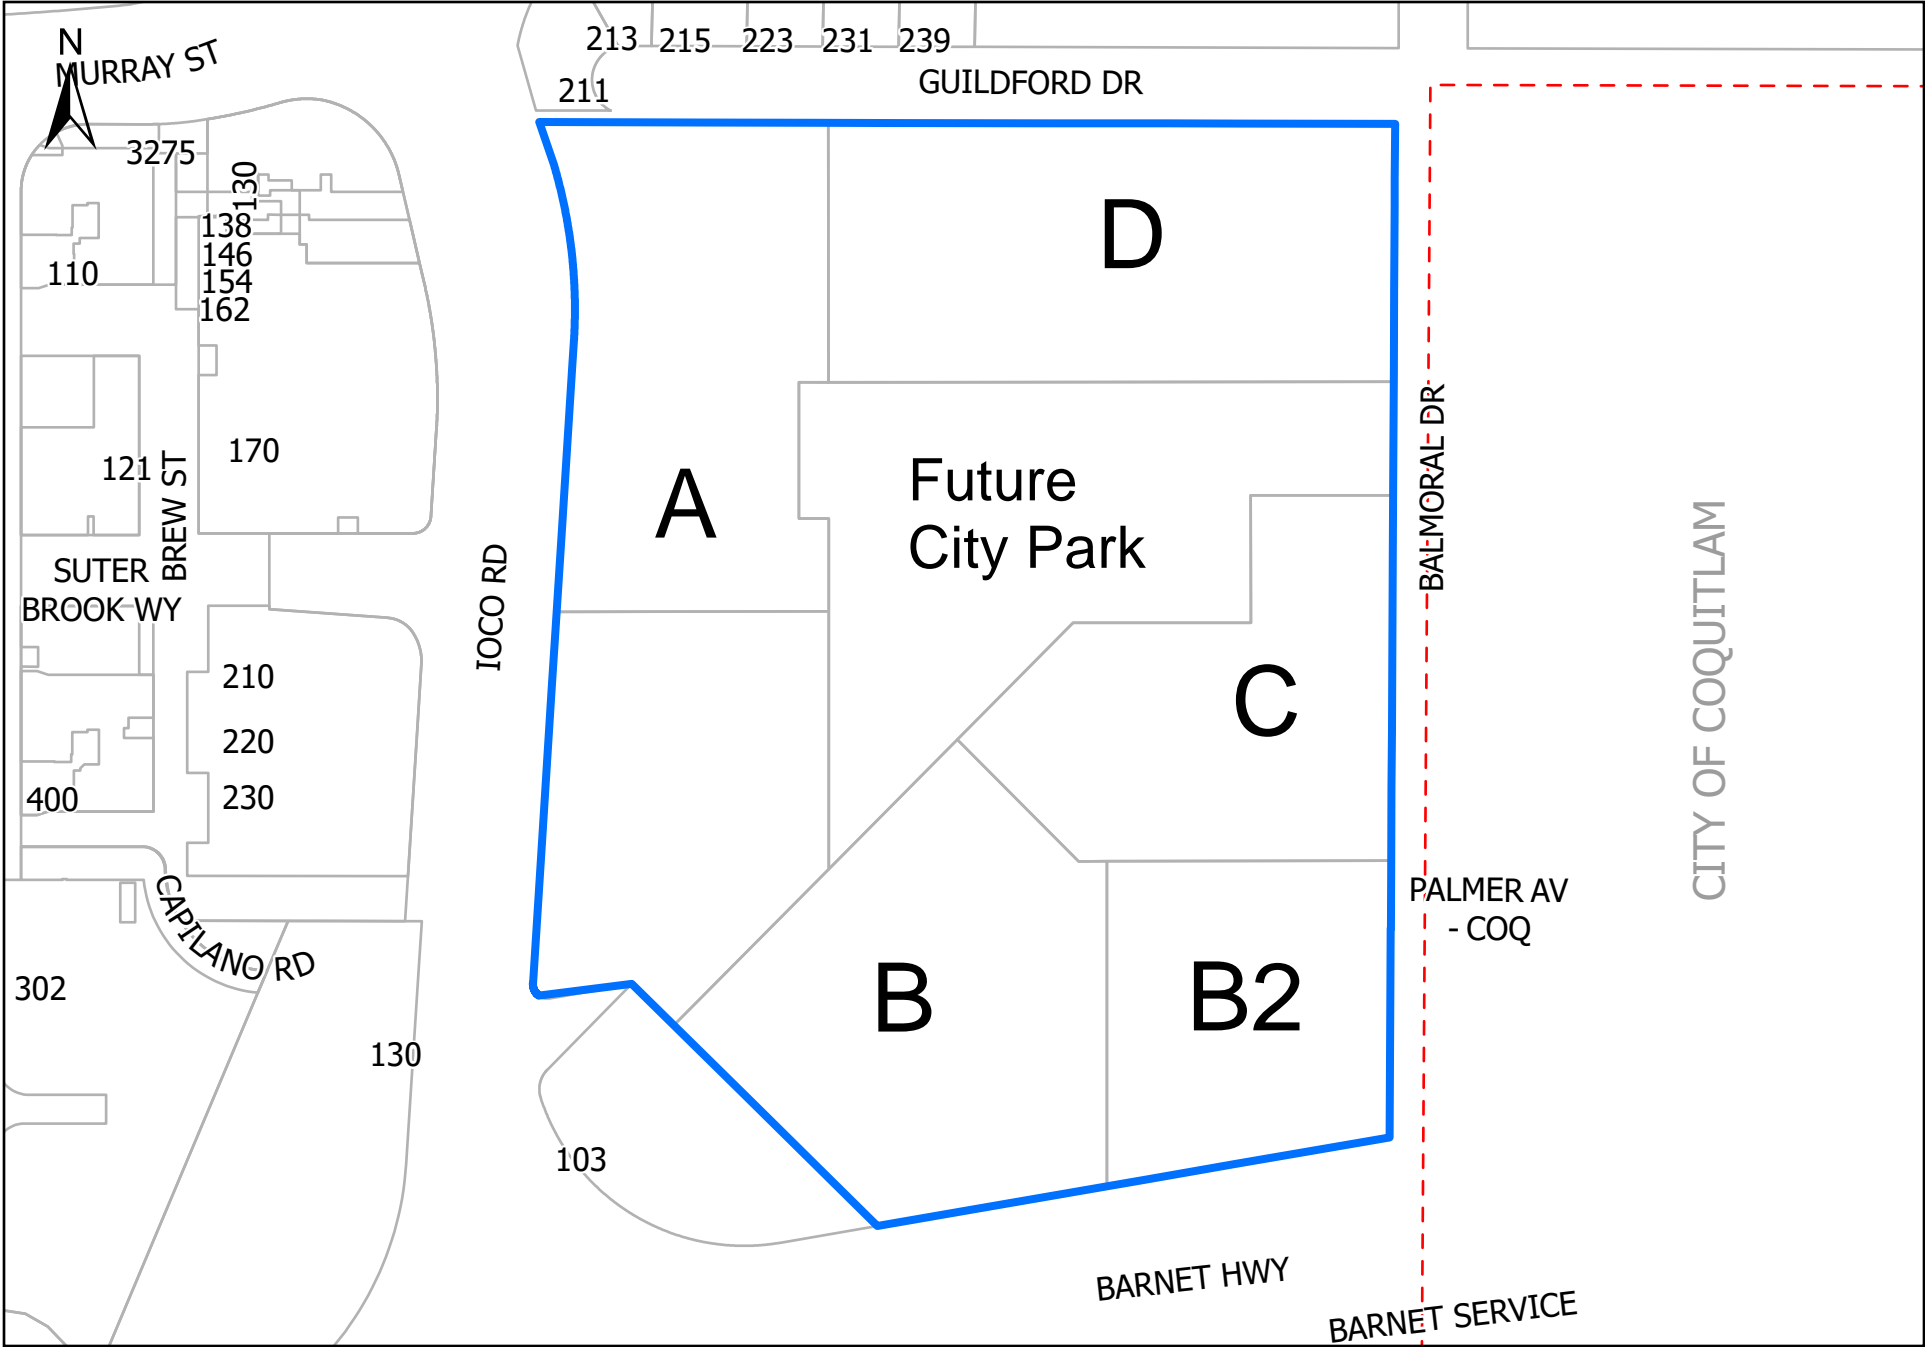 N
MURRAY ST
213
215
223
231
239
211
GUILDFORD DR
3275
130
138
146
154
162
110
D
170
121
BREW ST
A
Future
City Park
BALMORAL DR
CITY OF COQUITLAM
SUTER
BROOK WY
IOCO RD
210
220
230
400
C
CAPILANO RD
PALMER AV
- COQ
302
130
B
B2
103
BARNET HWY
BARNET SERVICE